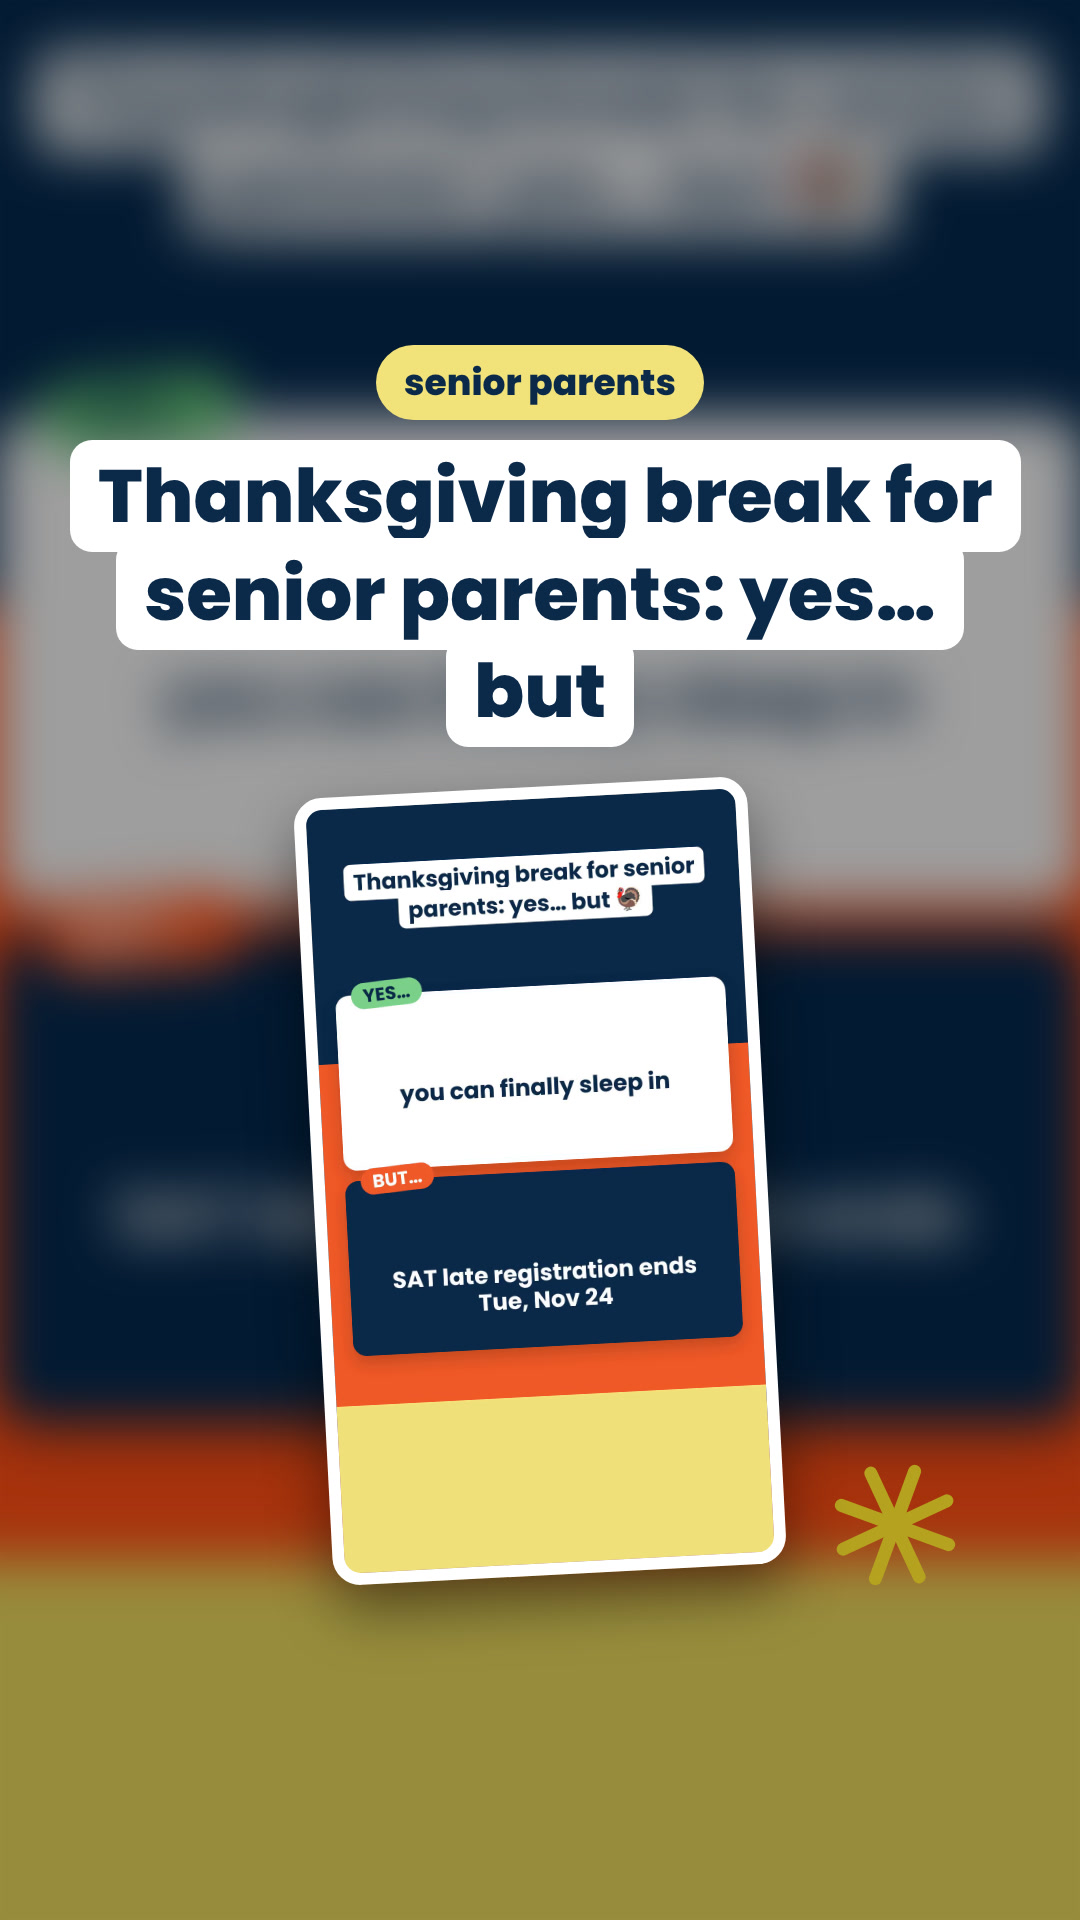 senior parents
Thanksgiving break for
senior parents: yes...
but
Thanksgiving break for senior
parents: yes... but 🦃
YES...
you can finally sleep in
BUT...
SAT late registration ends
Tue, Nov 24